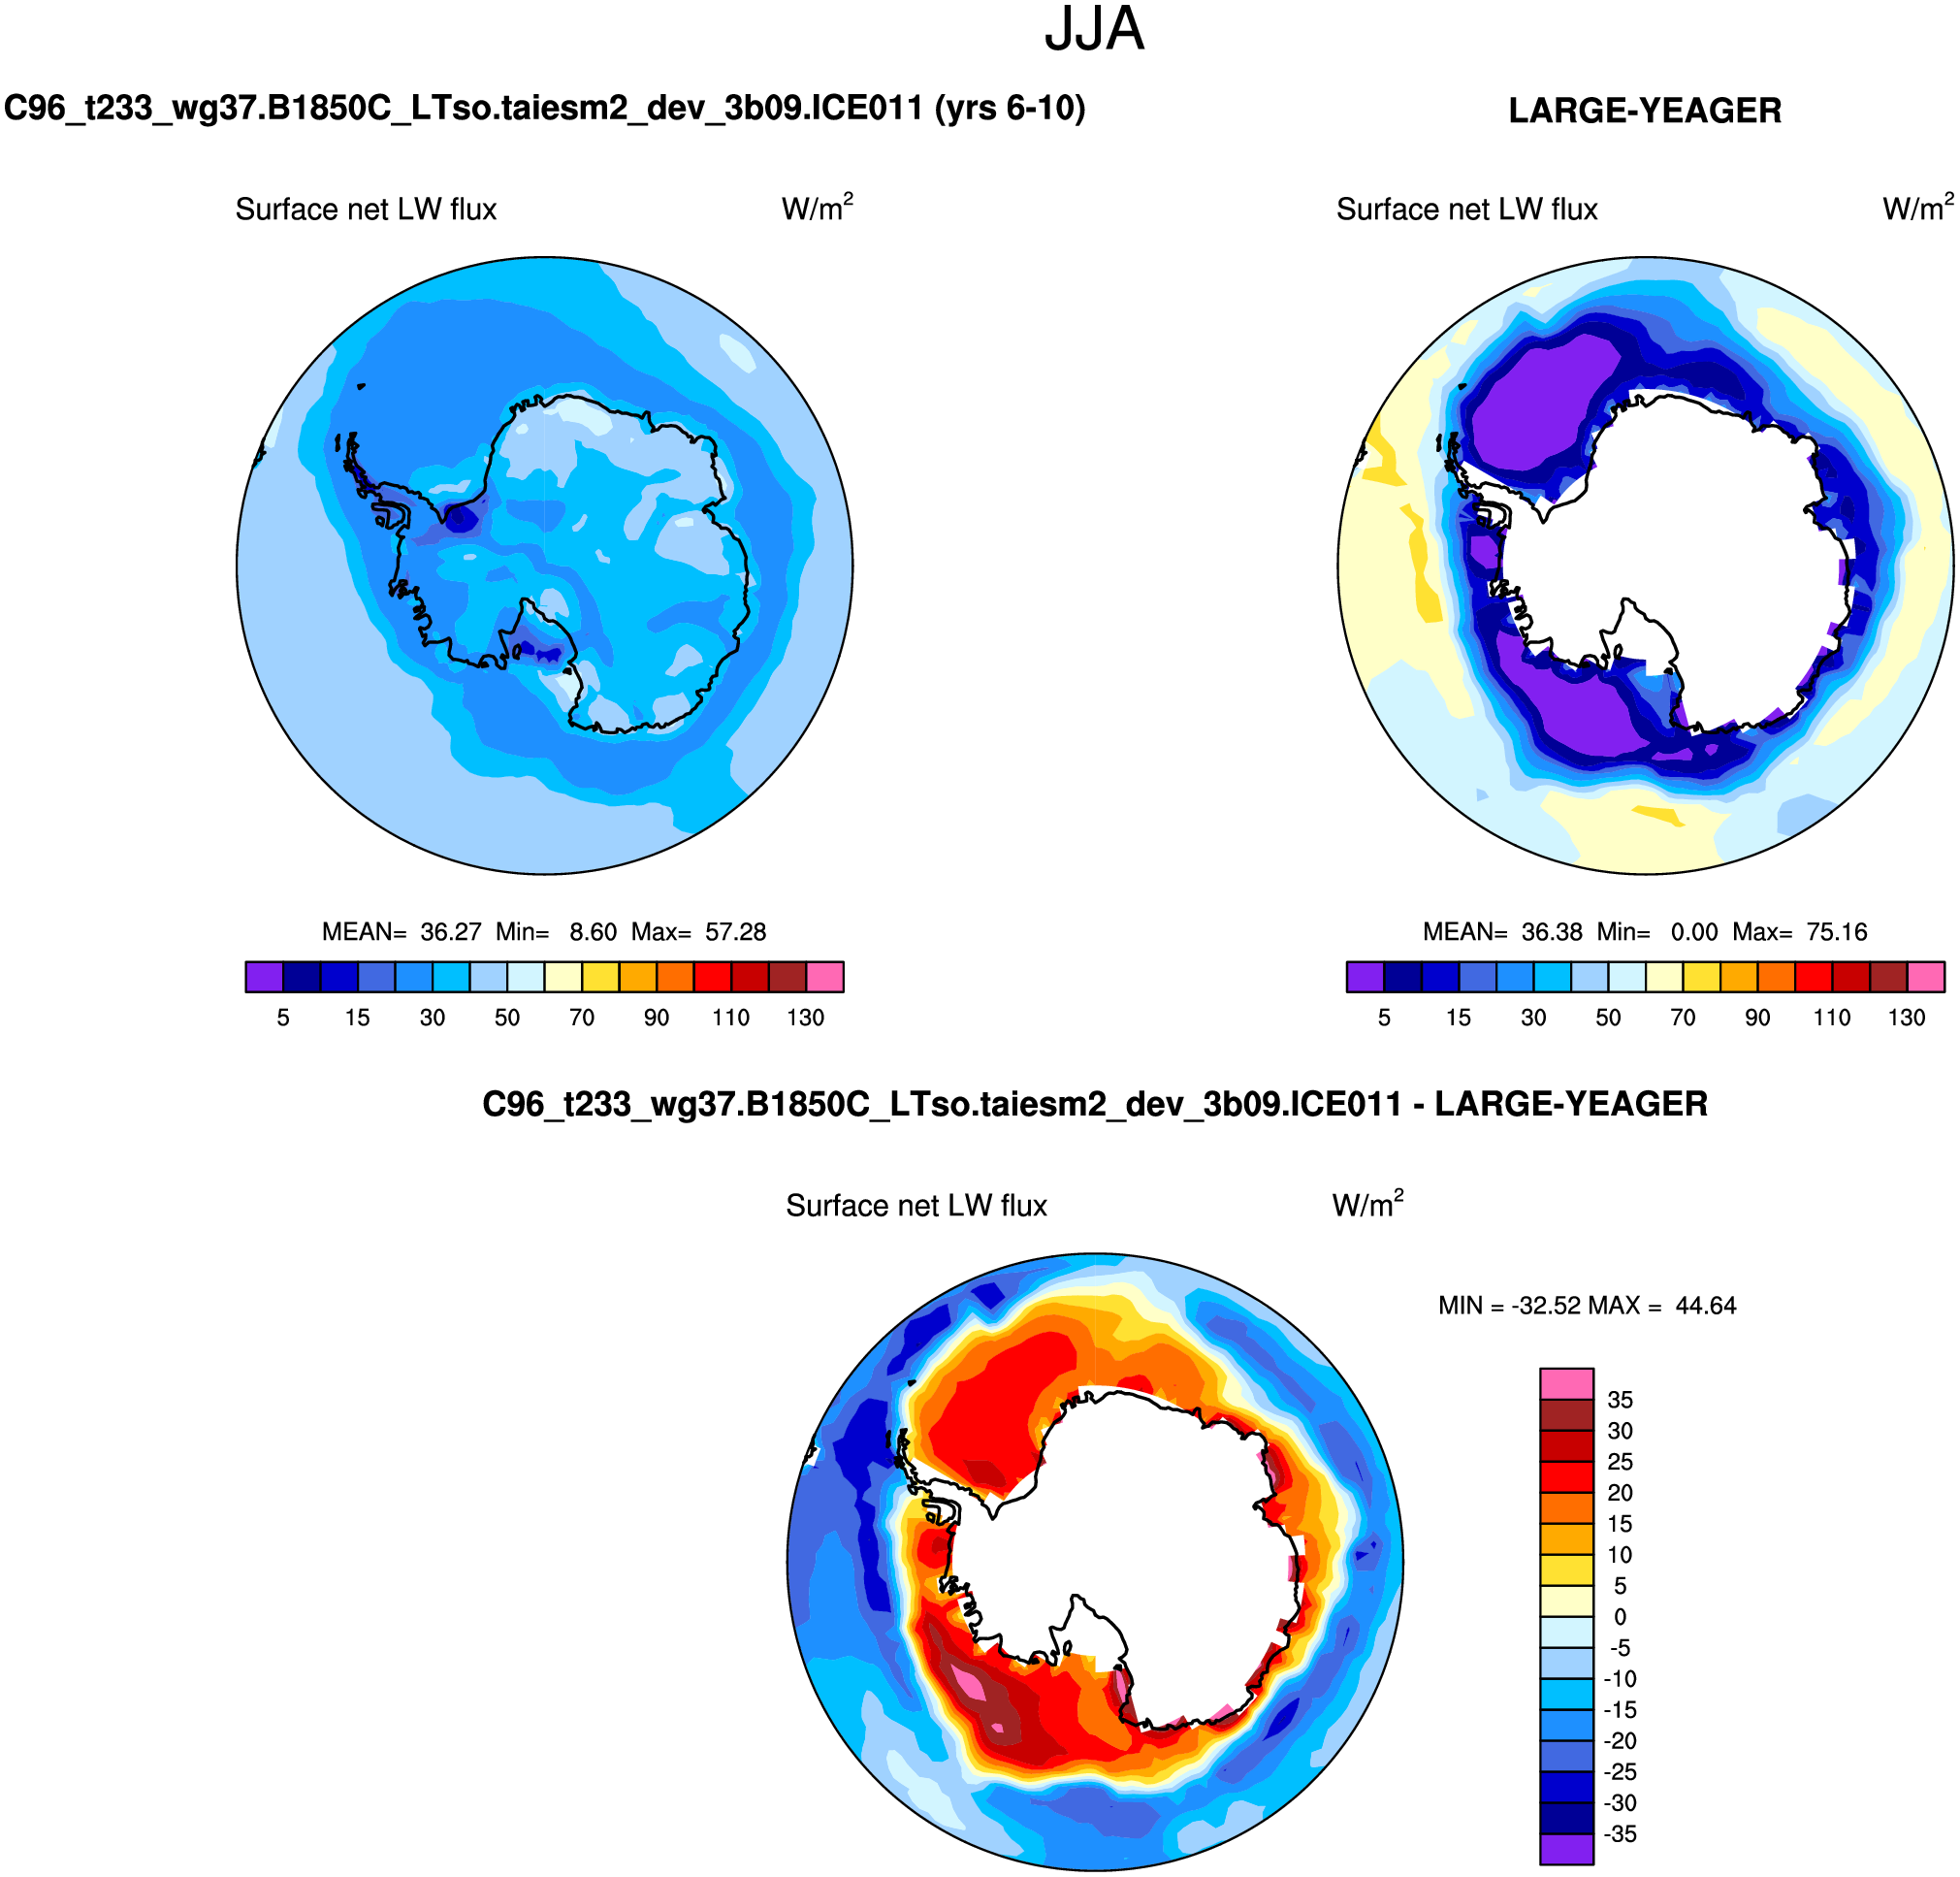 JJA
C96_t233_wg37.B1850C_LTso.taiesm2_dev_3b09.ICE011 (yrs 6-10)
LARGE-YEAGER
Surface net LW flux W/m²
Surface net LW flux W/m²
MEAN= 36.27 Min= 8.60 Max= 57.28
5 15 30 50 70 90 110 130
MEAN= 36.38 Min= 0.00 Max= 75.16
5 15 30 50 70 90 110 130
C96_t233_wg37.B1850C_LTso.taiesm2_dev_3b09.ICE011 - LARGE-YEAGER
Surface net LW flux W/m²
MIN = -32.52 MAX = 44.64
35
30
25
20
15
10
5
0
-5
-10
-15
-20
-25
-30
-35